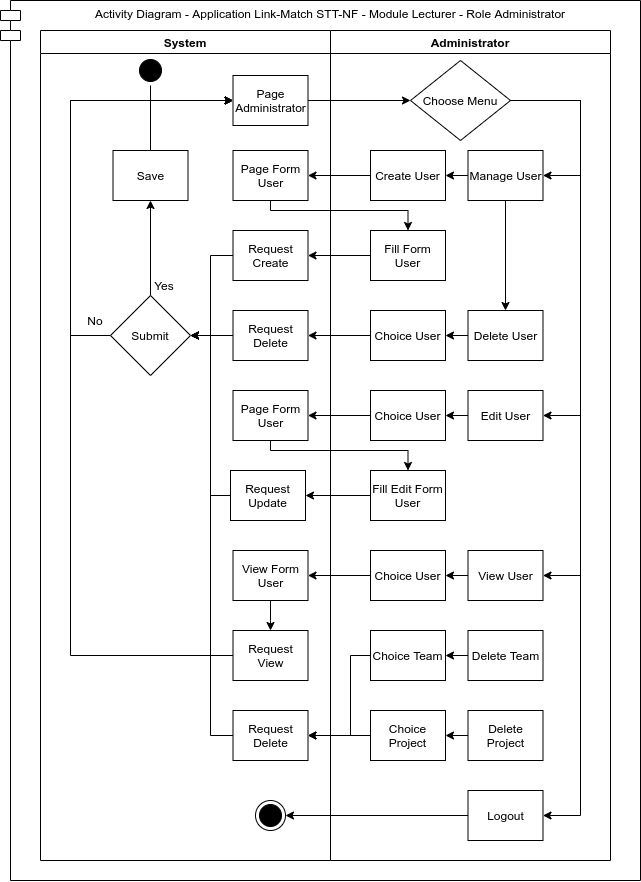 Activity Diagram - Application Link-Match STT-NF - Module Lecturer - Role Administrator
System
Administrator
Page
Administrator
Choose Menu
Save
Page Form
User
Create User
Manage User
Request
Create
Fill Form
User
Yes
No
Submit
Request
Delete
Choice User
Delete User
Page Form
User
Choice User
Edit User
Request
Update
Fill Edit Form
User
View Form
User
Choice User
View User
Request
View
Choice Team
Delete Team
Request
Delete
Choice
Project
Delete
Project
Logout